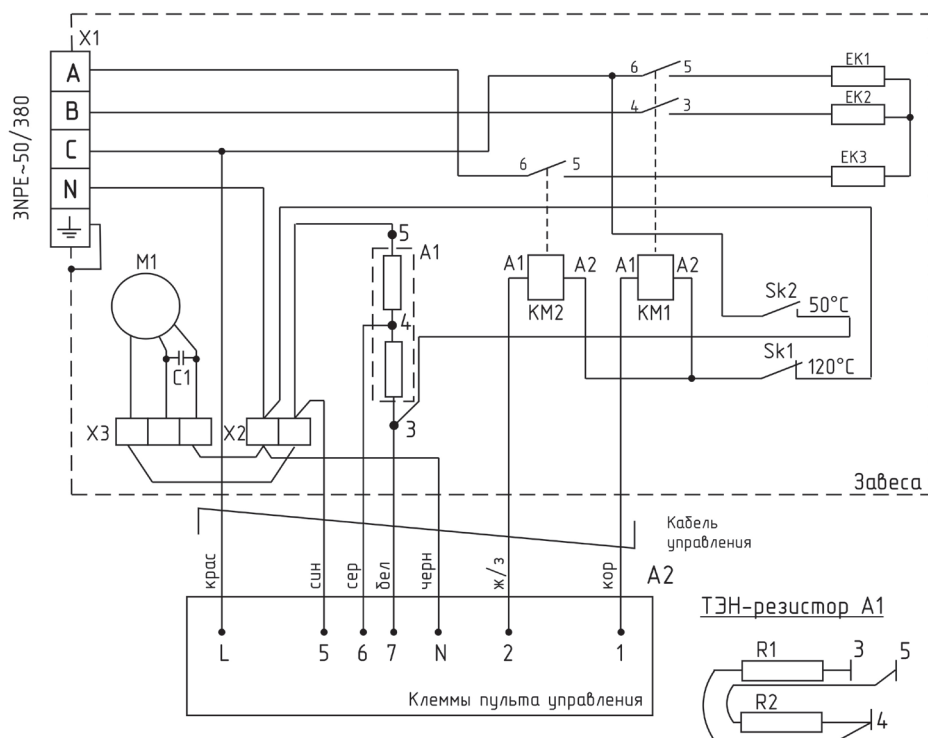 X1
3NPE~50/380
A
B
C
N
6 5 EK1
4 3 EK2
6 5 EK3
M1
C1
X3
X2
5
A1
4
3
A1 A2
KM2
A1 A2
KM1
Sk2
50°C
Sk1
120°C
Завеса
Кабель
управления
крас
син
сер
бел
черн
ж/з
кор
A2
L 5 6 7 N 2 1
Клеммы пульта управления
ТЭН-резистор А1
R1 3 5
R2 4